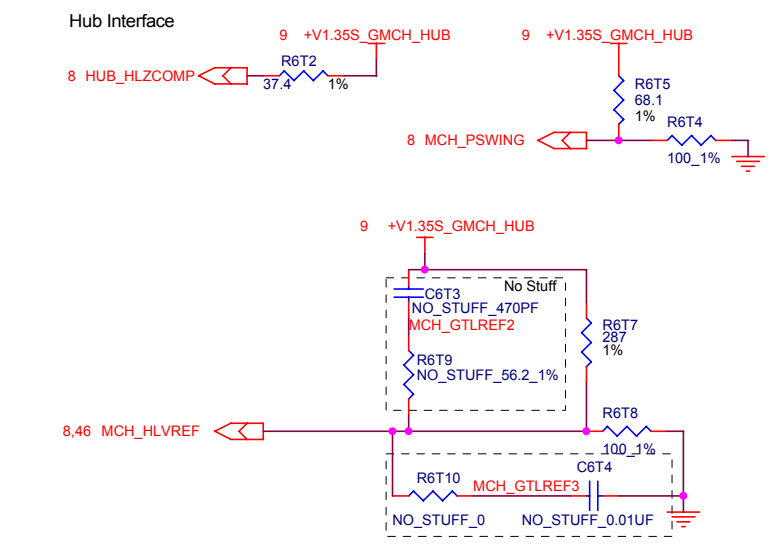 Hub Interface
9 +V1.35S_GMCH_HUB
9 +V1.35S_GMCH_HUB
R6T2
8 HUB_HLZCOMP
37.4
1%
R6T5
68.1
1%
R6T4
8 MCH_PSWING
100_1%
9 +V1.35S_GMCH_HUB
No Stuff
C6T3
NO_STUFF_470PF
MCH_GTLREF2
R6T7
287
1%
R6T9
NO_STUFF_56.2_1%
R6T8
8,46 MCH_HLVREF
100_1%
C6T4
R6T10
MCH_GTLREF3
NO_STUFF_0
NO_STUFF_0.01UF